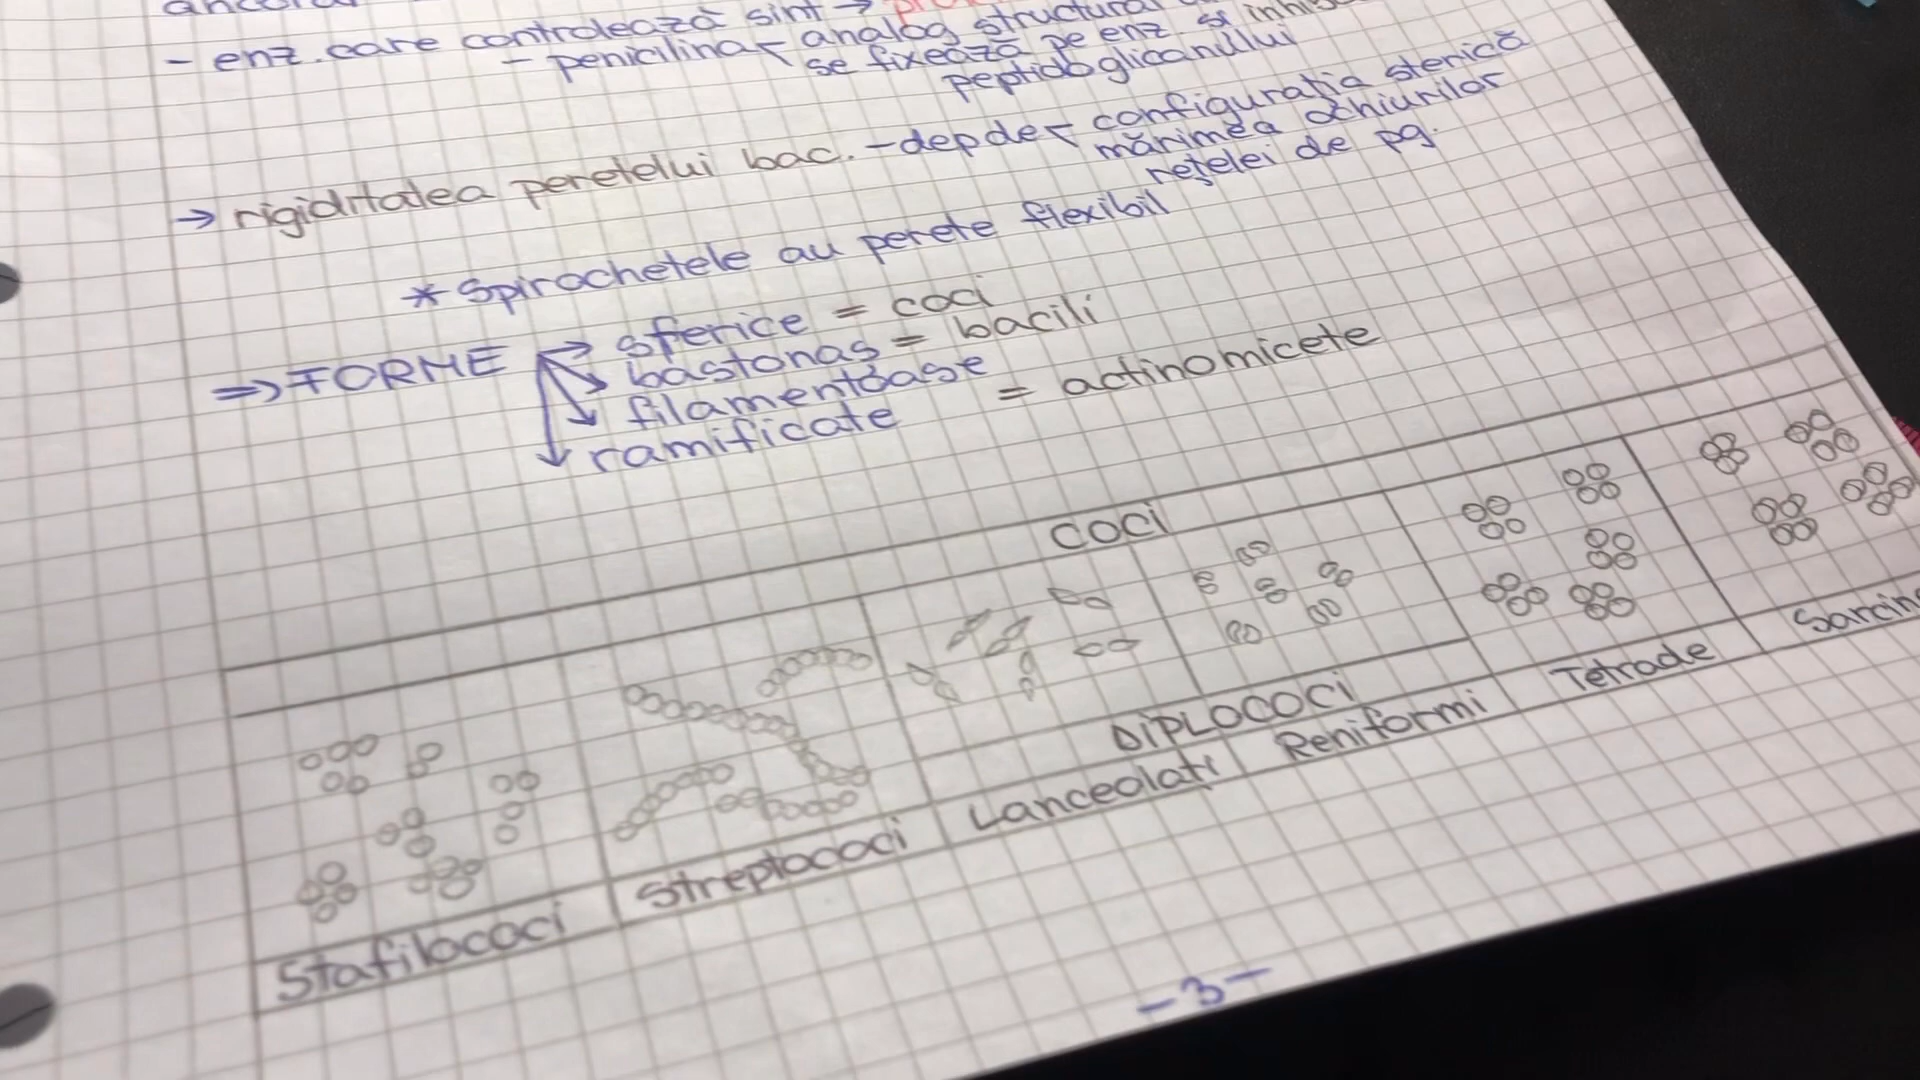 - enz. care controlează sint →
- penicilina < analog structural
se fixează pe enz. și
peptidoglicanului
→ rigiditatea peretelui bac. - dep de < configurația sterică
mărimea ochiurilor
rețelei de pg.
* Spirochetele au perete flexibil
=> FORME
sferice = coci
bastonaș = bacili
filamentoase
ramificate
= actinomicete
COCI
Stafilococi
Streptococi
DIPLOCOCI
Lanceolati
Reniformi
Tetrade
Sarcin
- 3 -